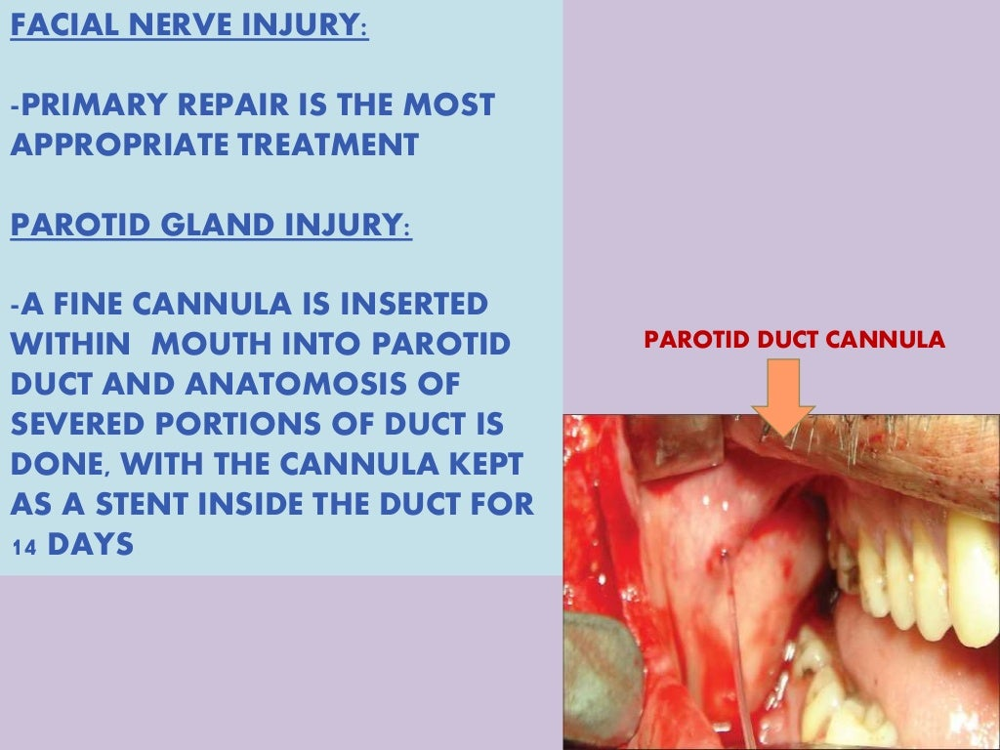 FACIAL NERVE INJURY:
-PRIMARY REPAIR IS THE MOST
APPROPRIATE TREATMENT
PAROTID GLAND INJURY:
-A FINE CANNULA IS INSERTED
WITHIN MOUTH INTO PAROTID
DUCT AND ANATOMOSIS OF
SEVERED PORTIONS OF DUCT IS
DONE, WITH THE CANNULA KEPT
AS A STENT INSIDE THE DUCT FOR
14 DAYS
PAROTID DUCT CANNULA